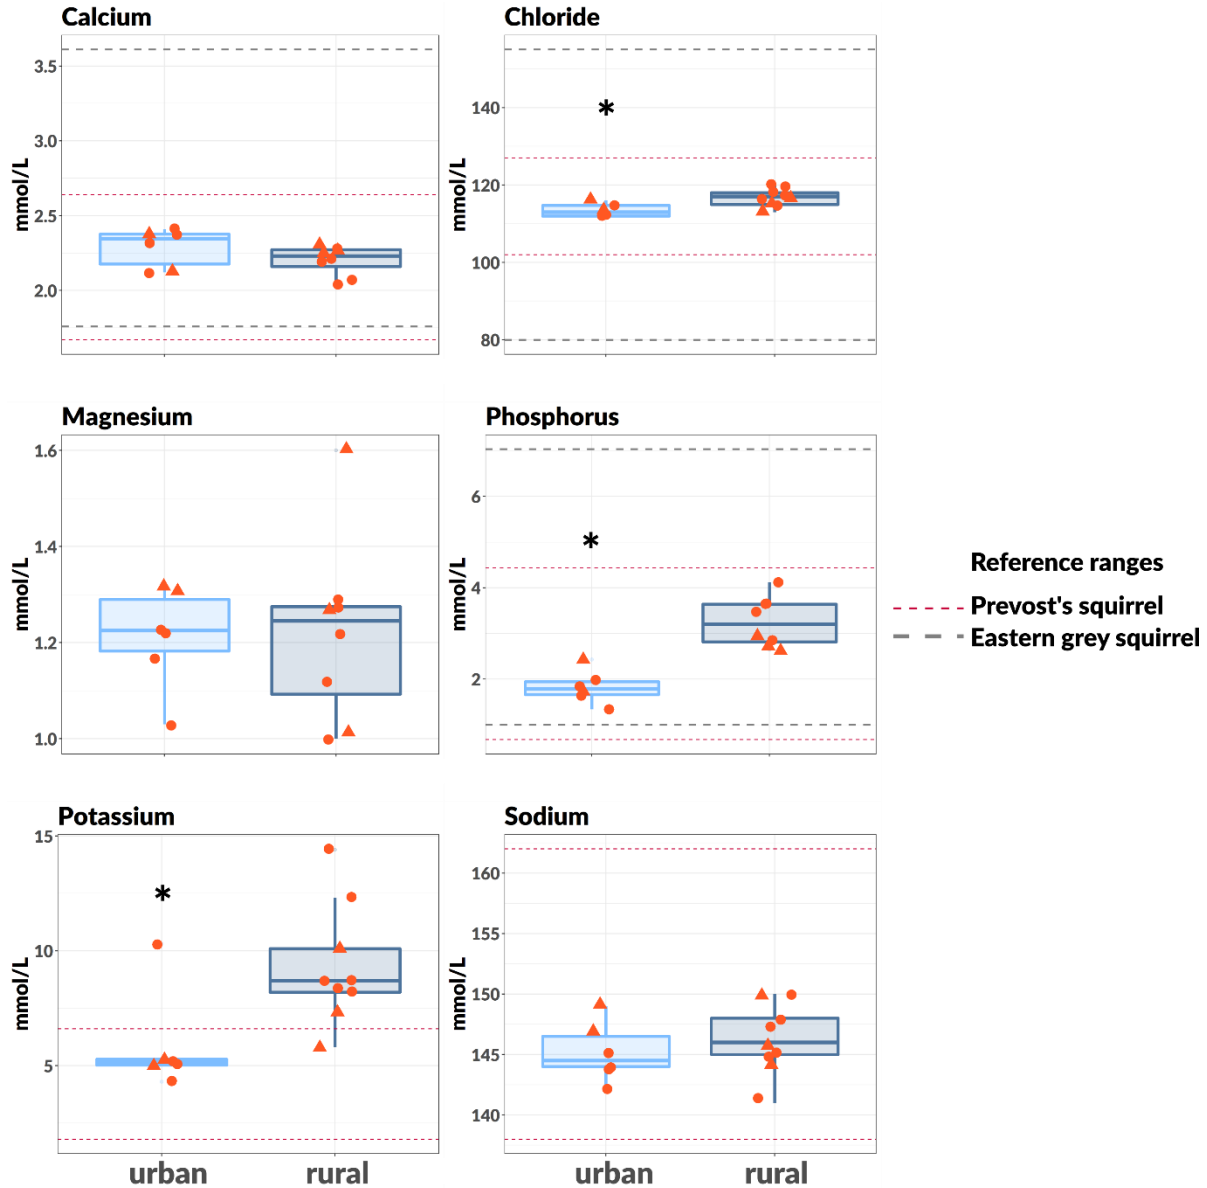 Calcium
3.5
3.0
2.5
2.0
mmol/L
Chloride
140
120
100
80
mmol/L
*
Magnesium
1.6
1.4
1.2
1.0
mmol/L
Phosphorus
6
4
2
mmol/L
*
Reference ranges
Prevost's squirrel
Eastern grey squirrel
Potassium
15
10
5
mmol/L
*
urban
rural
Sodium
160
155
150
145
140
mmol/L
urban
rural